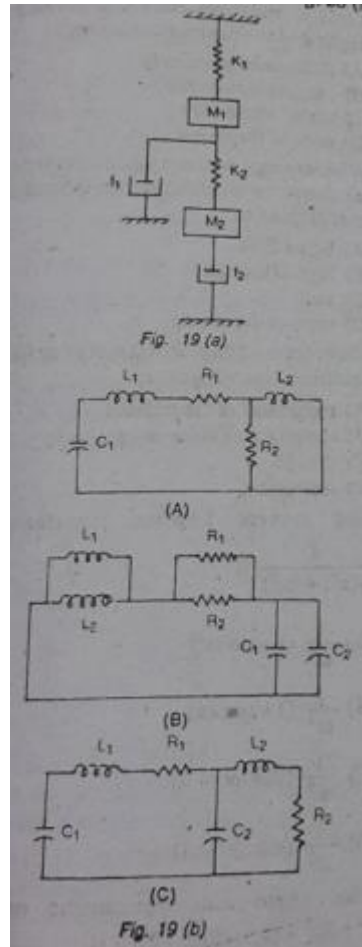 K1
M1
K2
f1
M2
f2
Fig. 19 (a)
L1 R1 L2
C1 R2
(A)
L1 R1
L2 R2
C1 C2
(B)
L1 R1 L2
C1 C2 R2
(C)
Fig. 19 (b)